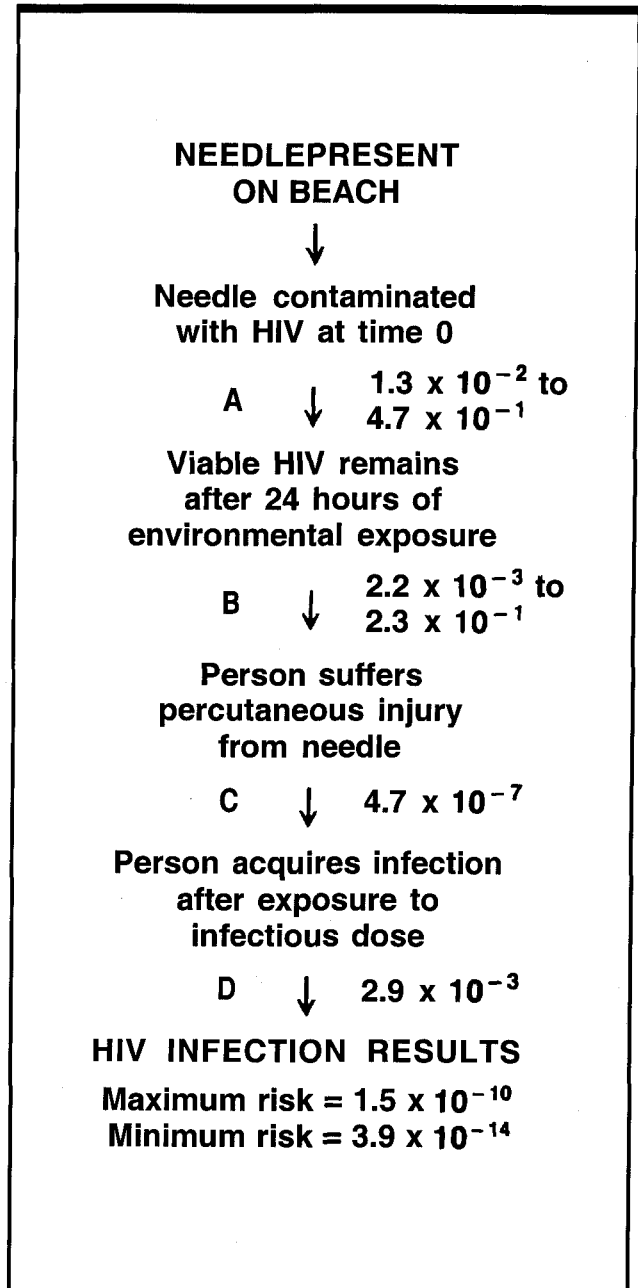 NEEDLEPRESENT
ON BEACH
↓
Needle contaminated
with HIV at time 0
A ↓ 1.3 x 10⁻² to
4.7 x 10⁻¹
Viable HIV remains
after 24 hours of
environmental exposure
B ↓ 2.2 x 10⁻³ to
2.3 x 10⁻¹
Person suffers
percutaneous injury
from needle
C ↓ 4.7 x 10⁻⁷
Person acquires infection
after exposure to
infectious dose
D ↓ 2.9 x 10⁻³
HIV INFECTION RESULTS
Maximum risk = 1.5 x 10⁻¹⁰
Minimum risk = 3.9 x 10⁻¹⁴